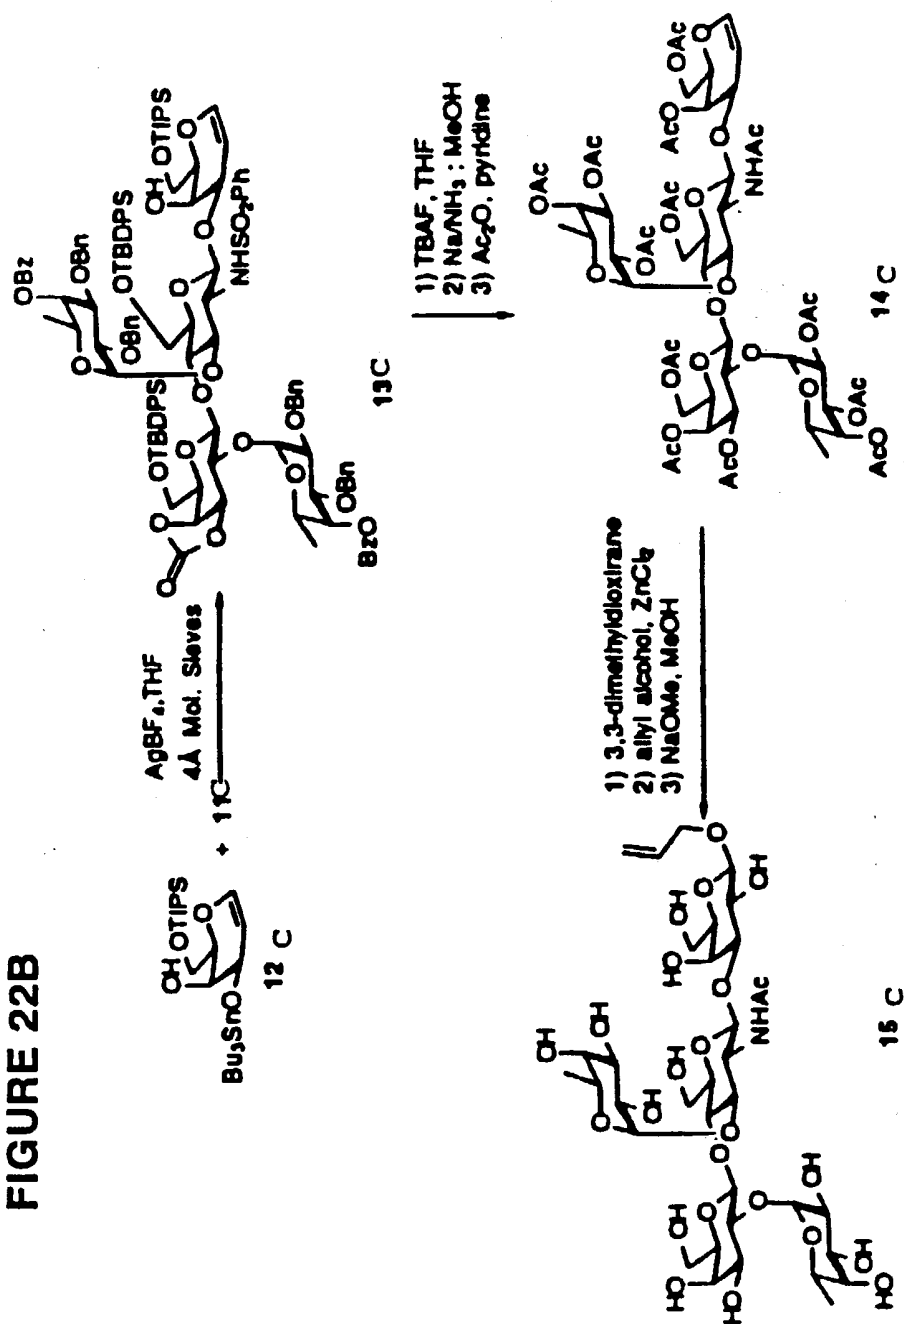 FIGURE 22B
OH
OTIPS
O
Bu₃SnO
12 C
+ 11C
AgBF₄, THF
4Å Mol. Sieves
OBz
OBn
OBn
O
OTBDPS
OTBDPS
OH
OTIPS
O
O
O
O
O
O
O
O
O
O
NHSO₂Ph
O
O
OBn
OBn
BzO
13C
1) TBAF, THF
2) Na/NH₃ ; MeOH
3) Ac₂O, pyridine
OAc
OAc
OAc
O
AcO
OAc
OAc
AcO
OAc
O
O
O
O
O
O
AcO
NHAc
O
O
OAc
OAc
AcO
14 C
1) 3,3-dimethyldioxirane
2) allyl alcohol, ZnCl₂
3) NaOMe, MeOH
OH
OH
OH
O
HO
OH
OH
HO
OH
O
O
O
O
O
O
O
HO
NHAc
OH
O
O
OH
OH
HO
15 C